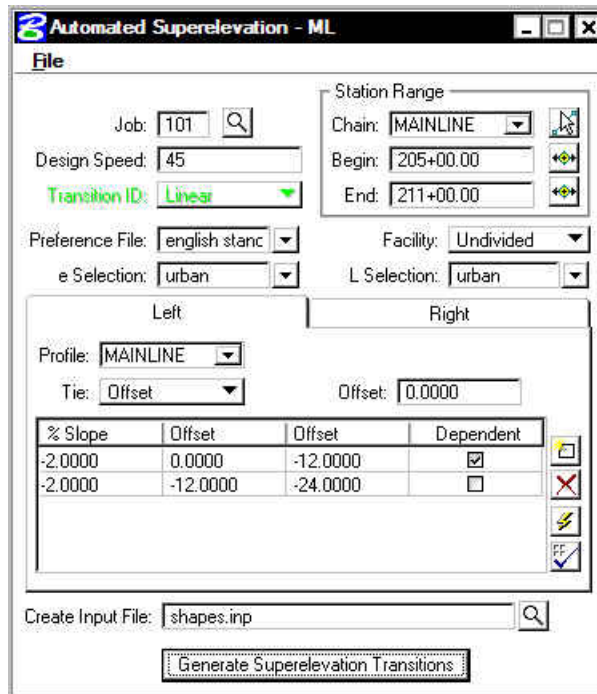 Automated Superelevation - ML
File
Station Range
Job: 101
Chain: MAINLINE
Design Speed: 45
Begin: 205+00.00
Transition ID: Linear
End: 211+00.00
Preference File: english stanc
Facility: Undivided
e Selection: urban
L Selection: urban
Left
Right
Profile: MAINLINE
Tie: Offset
Offset: 0.0000
% Slope Offset Offset Dependent
-2.0000 0.0000 -12.0000
-2.0000 -12.0000 -24.0000
FF
Create Input File: shapes.inp
Generate Superelevation Transitions